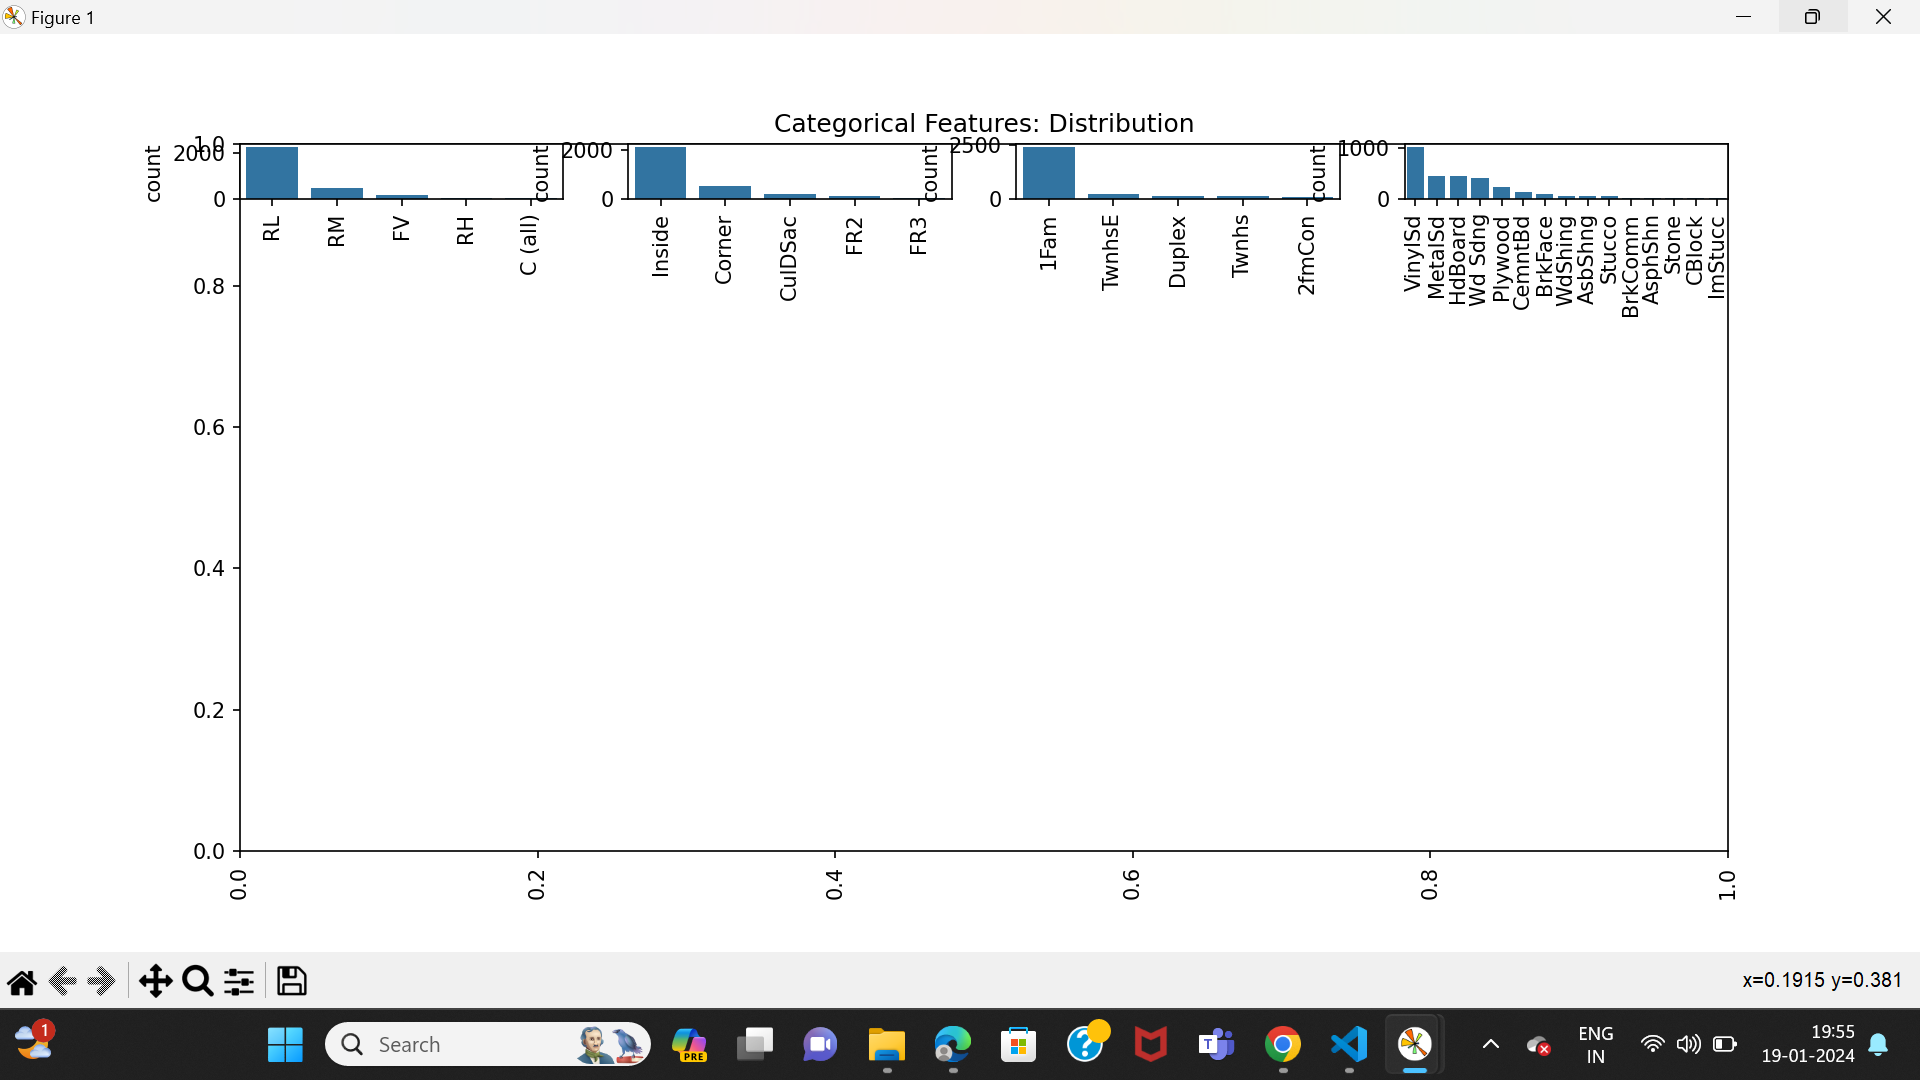 Figure 1
Categorical Features: Distribution
1.0
2000
0
count
RL
RM
FV
RH
C (all)
2000
0
count
Inside
Corner
CulDSac
FR2
FR3
2500
0
count
1Fam
TwnhsE
Duplex
Twnhs
2fmCon
1000
0
count
VinylSd
MetalSd
HdBoard
Wd Sdng
Plywood
CemntBd
BrkFace
WdShing
AsbShng
Stucco
BrkComm
AsphShn
Stone
CBlock
ImStucc
0.8
0.6
0.4
0.2
0.0
0.0
0.2
0.4
0.6
0.8
1.0
x=0.1915 y=0.381
1
Search
PRE
T
ENG
IN
19:55
19-01-2024